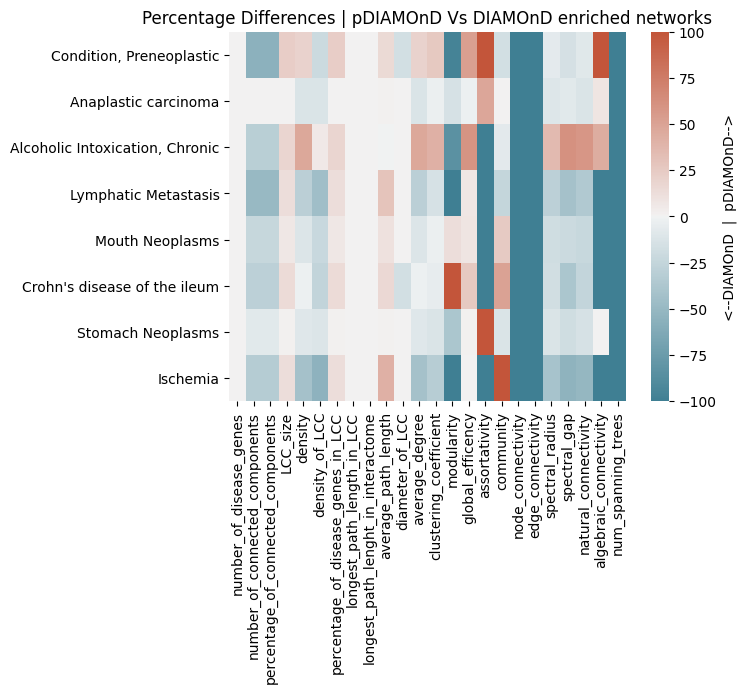 Percentage Differences | pDIAMOnD Vs DIAMOnD enriched networks
Condition, Preneoplastic
Anaplastic carcinoma
Alcoholic Intoxication, Chronic
Lymphatic Metastasis
Mouth Neoplasms
Crohn's disease of the ileum
Stomach Neoplasms
Ischemia
number_of_disease_genes
number_of_connected_components
percentage_of_connected_components
LCC_size
density
density_of_LCC
percentage_of_disease_genes_in_LCC
longest_path_length_in_LCC
longest_path_lenght_in_interactome
average_path_length
diameter_of_LCC
average_degree
clustering_coefficient
modularity
global_efficency
assortativity
community
node_connectivity
edge_connectivity
spectral_radius
spectral_gap
natural_connectivity
algebraic_connectivity
num_spanning_trees
100
75
50
25
0
−25
−50
−75
−100
<--DIAMOnD | pDIAMOnD-->